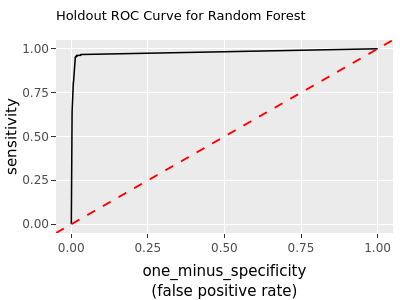 Holdout ROC Curve for Random Forest
1.00
0.75
0.50
0.25
0.00
sensitivity
0.00
0.25
0.50
0.75
1.00
one_minus_specificity
(false positive rate)